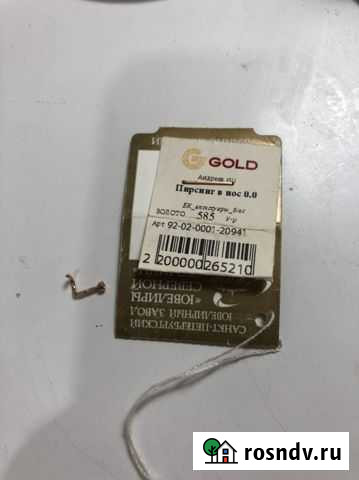 GOLD
Пирсинг в нос 0.0
ЗОЛОТО 585
Арт 92-02-0001-20941
2 200000 265210
САНКТ-ПЕТЕРБУРГСКИЙ
ЮВЕЛИРНЫЙ ЗАВОД
«ЮВЕЛИРЫ
СЕВЕРНОЙ
rosndv.ru